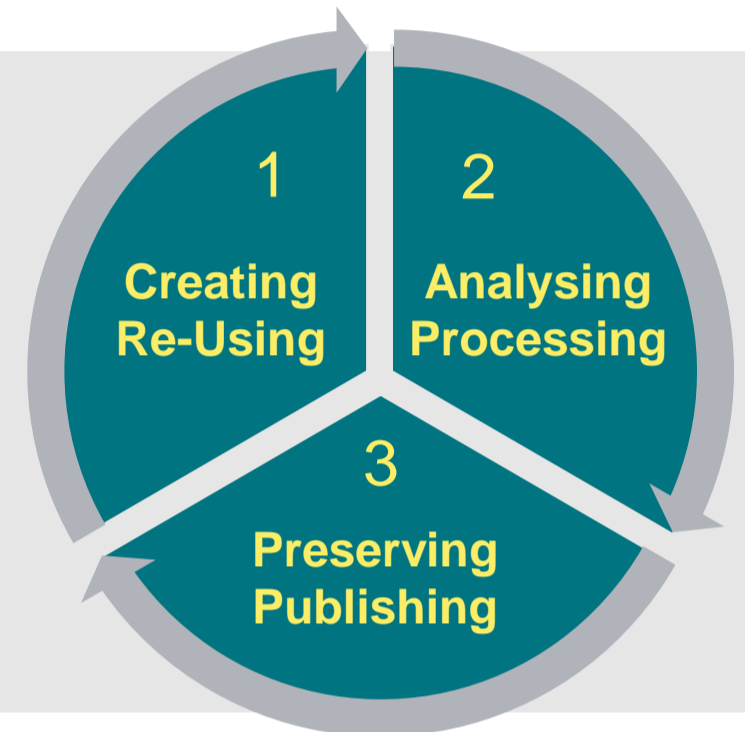 1
Creating
Re-Using
2
Analysing
Processing
3
Preserving
Publishing